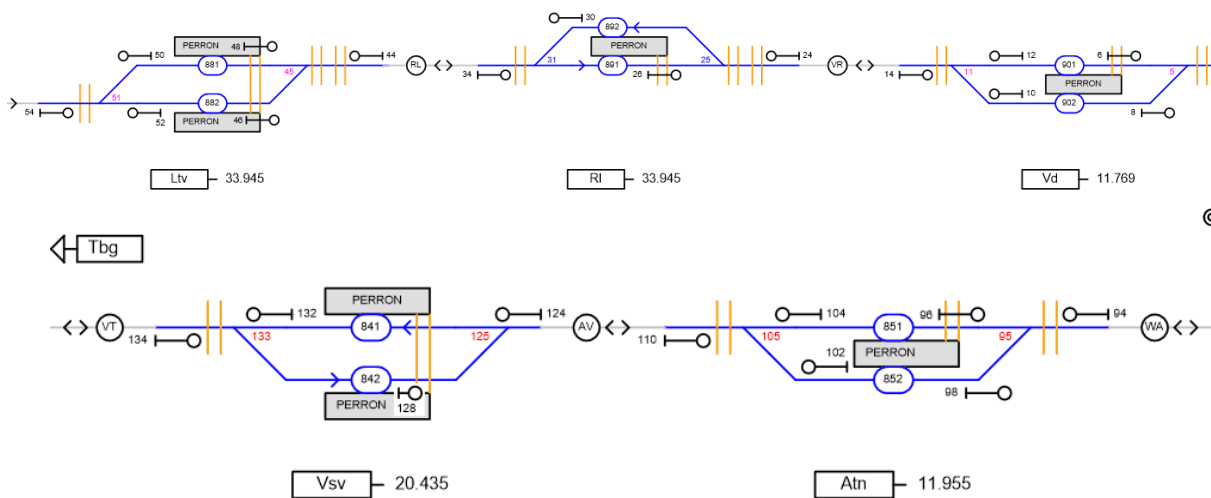 30
50
PERRON
48
44
892
24
12
6
881
RL
PERRON
VR
901
45
31
891
25
34
26
14
11
PERRON
5
51
882
10
902
54
52
PERRON
46
8
Ltv
33.945
Rl
33.945
Vd
11.769
Tbg
132
PERRON
124
104
96
94
VT
841
AV
851
WA
134
133
125
110
105
102
PERRON
95
842
852
128
98
PERRON
Vsv
20.435
Atn
11.955